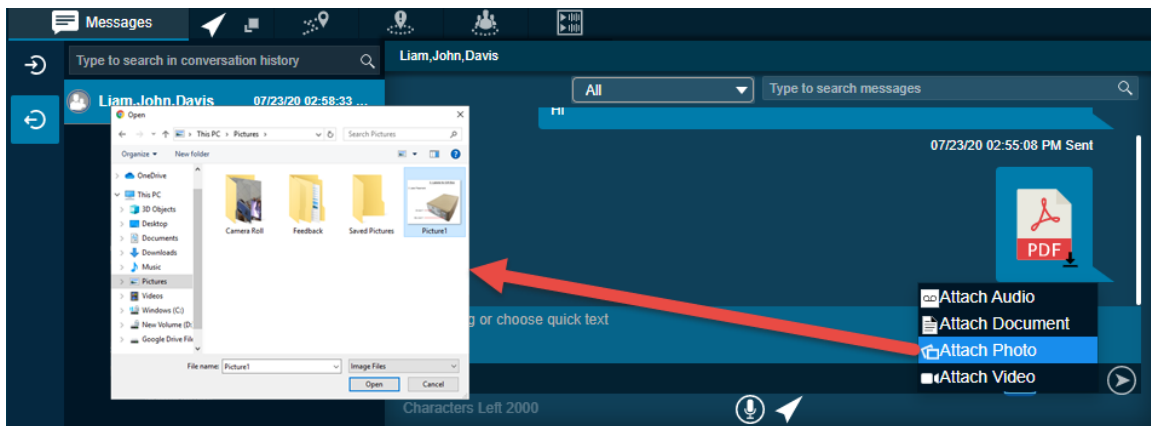 Messages
Type to search in conversation history
Liam,John,Davis
All
Type to search messages
Liam,John,Davis 07/23/20 02:58:33 ...
Hi
07/23/20 02:55:08 PM Sent
PDF
Open
This PC › Pictures ›
Search Pictures
Organize
New folder
OneDrive
This PC
3D Objects
Desktop
Documents
Downloads
Music
Pictures
Videos
Windows (C:)
New Volume (D:
Google Drive File
Camera Roll
Feedback
Saved Pictures
Picture1
File name: Picture1
Image Files
Open
Cancel
g or choose quick text
Attach Audio
Attach Document
Attach Photo
Attach Video
Characters Left 2000